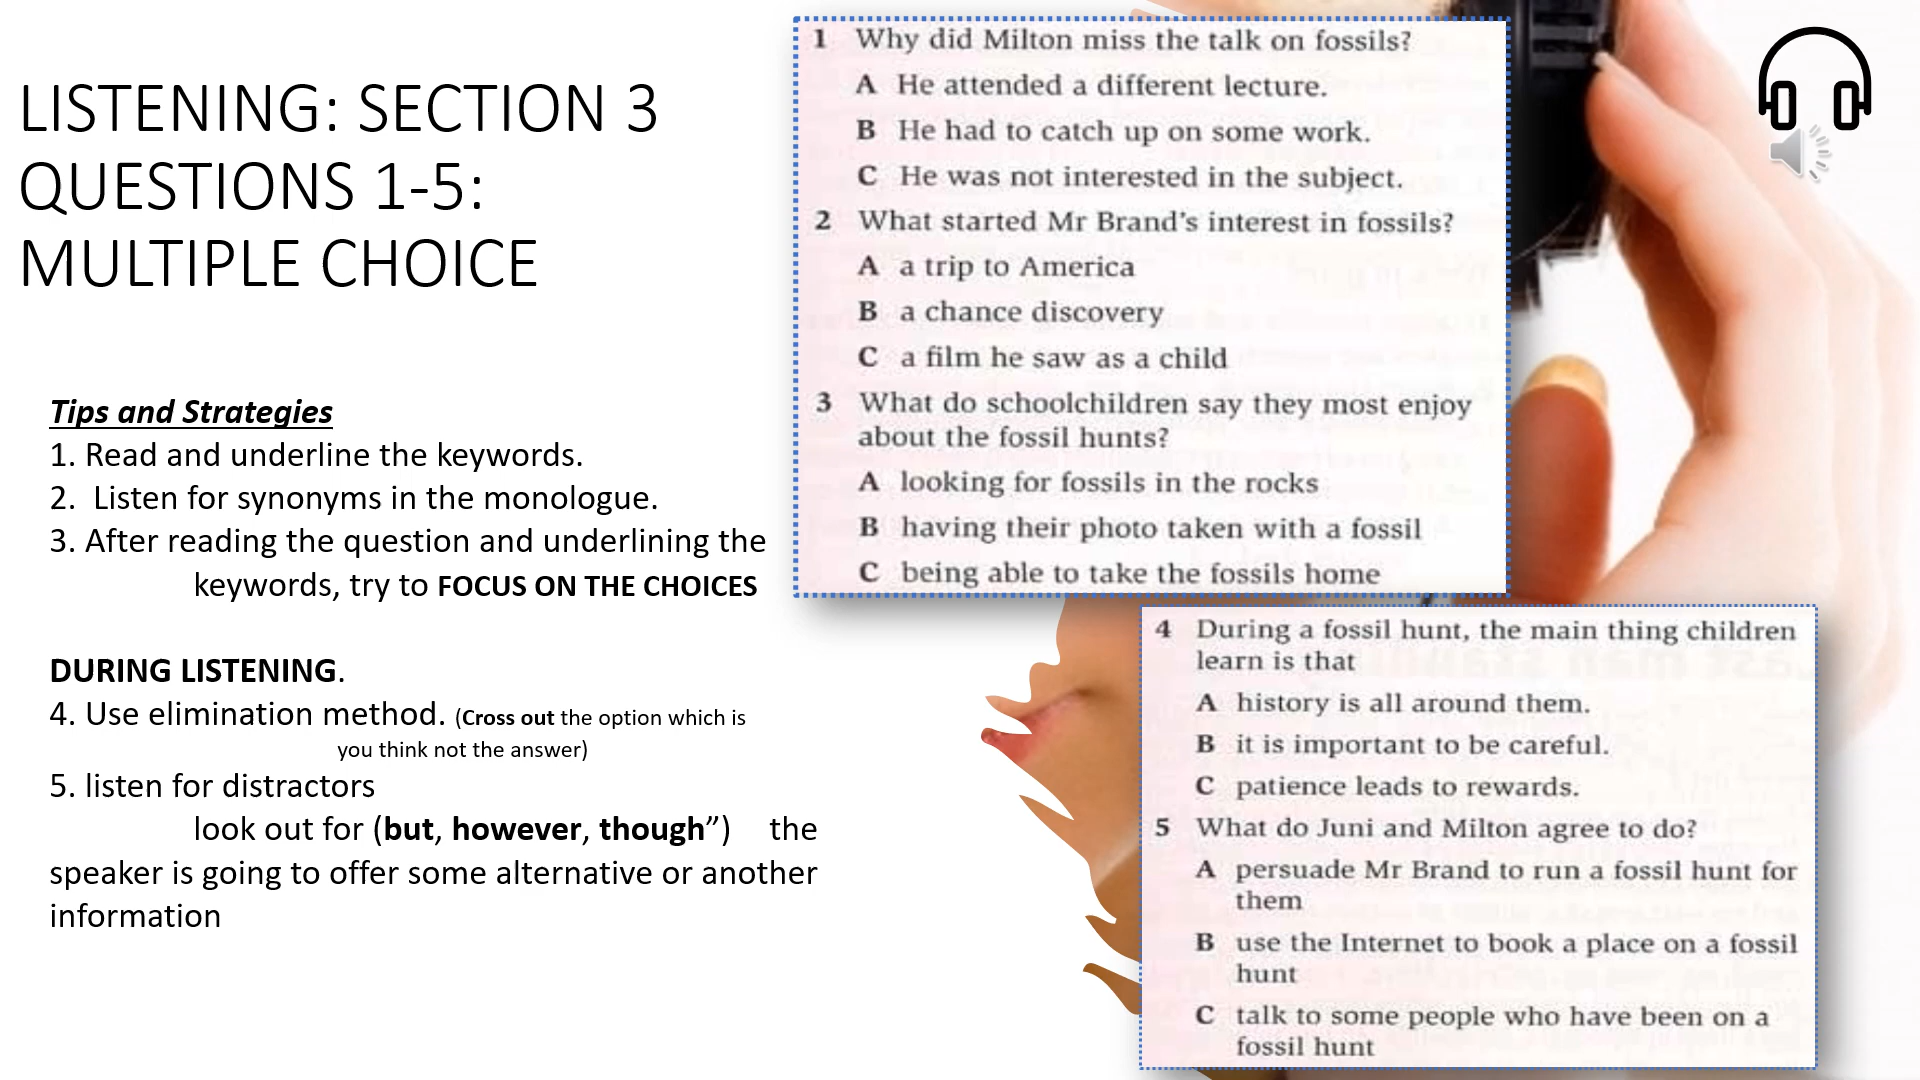 LISTENING: SECTION 3
QUESTIONS 1-5:
MULTIPLE CHOICE
Tips and Strategies
1. Read and underline the keywords.
2. Listen for synonyms in the monologue.
3. After reading the question and underlining the
keywords, try to FOCUS ON THE CHOICES
DURING LISTENING.
4. Use elimination method. (Cross out the option which is
you think not the answer)
5. listen for distractors
look out for (but, however, though”) the
speaker is going to offer some alternative or another
information
1 Why did Milton miss the talk on fossils?
A He attended a different lecture.
B He had to catch up on some work.
C He was not interested in the subject.
2 What started Mr Brand's interest in fossils?
A a trip to America
B a chance discovery
C a film he saw as a child
3 What do schoolchildren say they most enjoy
about the fossil hunts?
A looking for fossils in the rocks
B having their photo taken with a fossil
C being able to take the fossils home
4 During a fossil hunt, the main thing children
learn is that
A history is all around them.
B it is important to be careful.
C patience leads to rewards.
5 What do Juni and Milton agree to do?
A persuade Mr Brand to run a fossil hunt for
them
B use the Internet to book a place on a fossil
hunt
C talk to some people who have been on a
fossil hunt